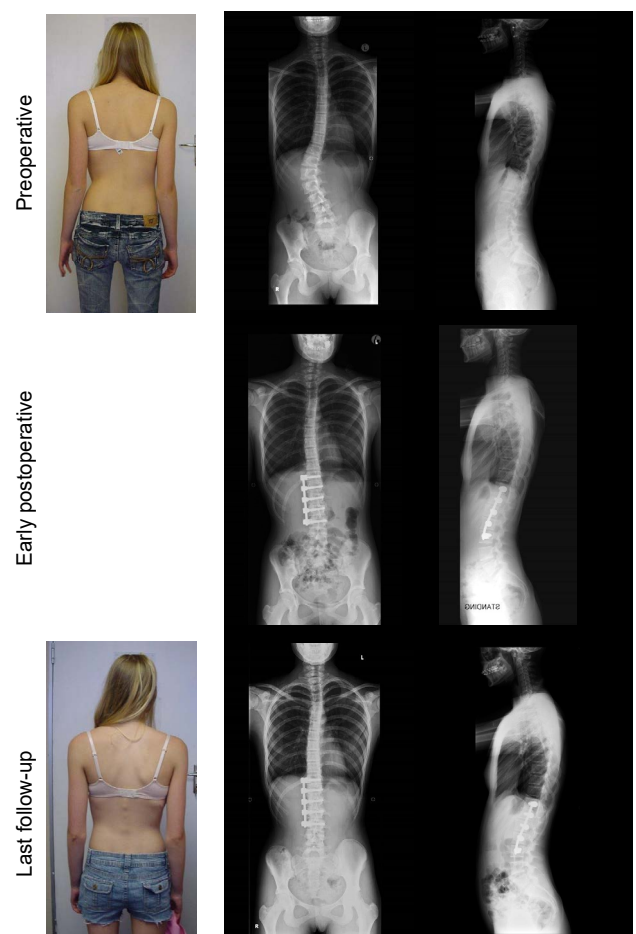 Preoperative
L
R
Early postoperative
L
STANDING
Last follow-up
L
R